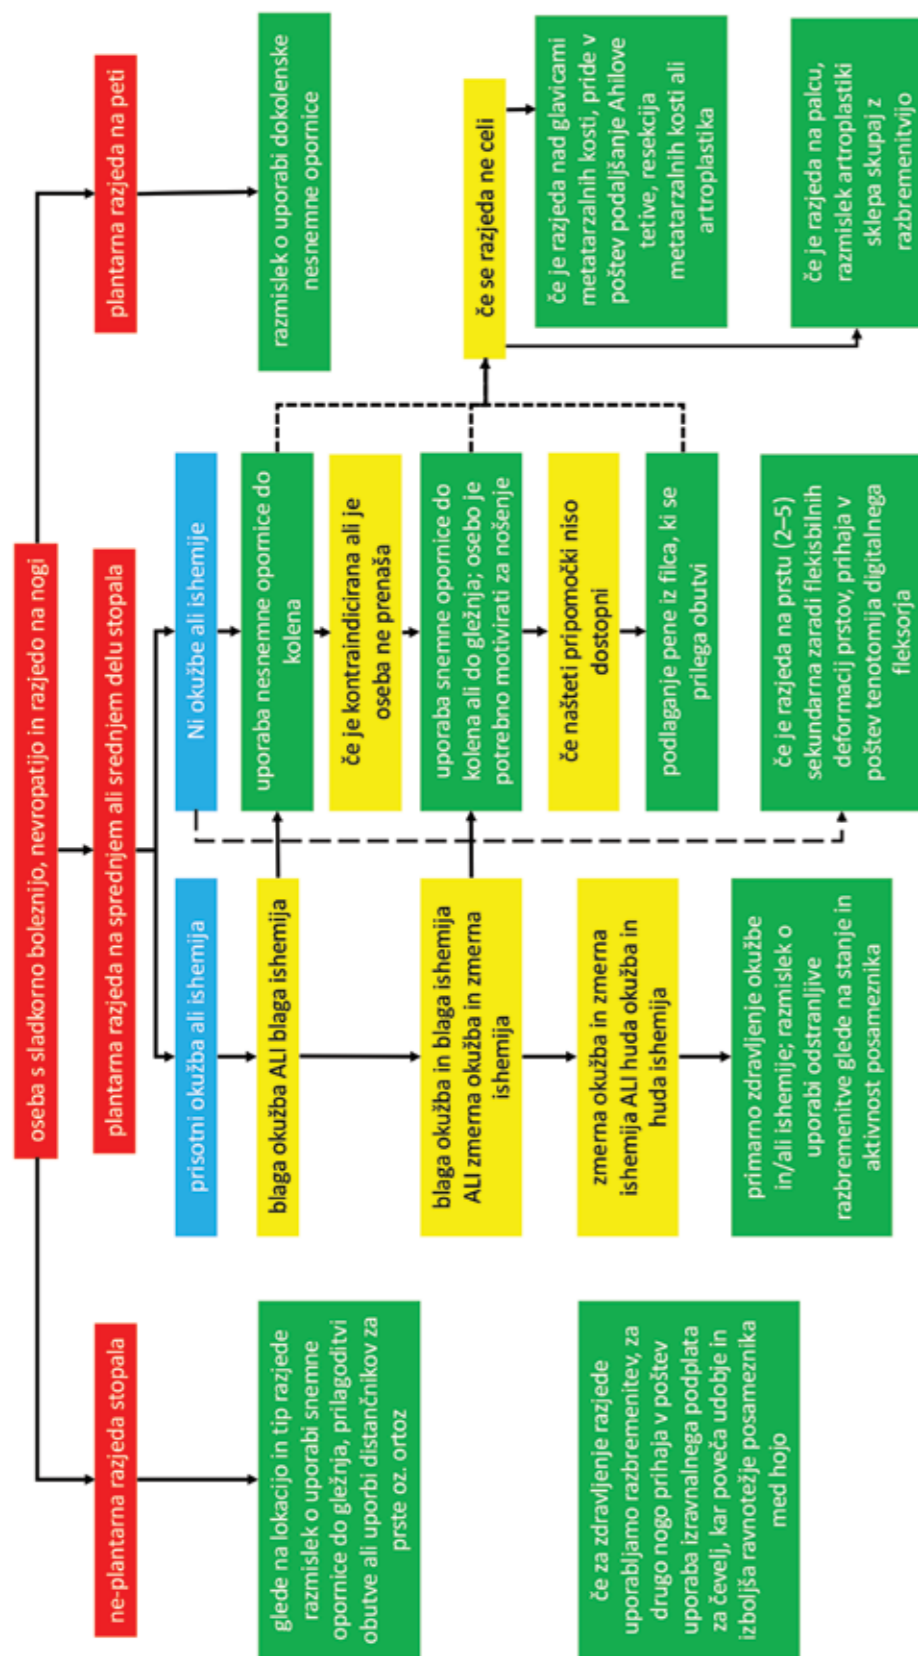 oseba s sladkorno boleznijo, nevropatijo in razjedo na nogi
ne-plantarna razjeda stopala
plantarna razjeda na sprednjem ali srednjem delu stopala
plantarna razjeda na peti
glede na lokacijo in tip razjede
razmislek o uporabi snemne
opornice do gležnja, prilagoditvi
obutve ali uporbi distančnikov za
prste oz. ortoz
če za zdravljenje razjede
uporabljamo razbremenitev, za
drugo nogo prihaja v poštev
uporaba izravnalnega podplata
za čevelj, kar poveča udobje in
izboljša ravnotežje posameznika
med hojo
prisotni okužba ali ishemija
blaga okužba ALI blaga ishemija
blaga okužba in blaga ishemija
ALI zmerna okužba in zmerna
ishemija
zmerna okužba in zmerna
ishemija ALI huda okužba in
huda ishemija
primarno zdravljenje okužbe
in/ali ishemije; razmislek o
uporabi odstranljive
razbremenitve glede na stanje in
aktivnost posameznika
Ni okužbe ali ishemije
uporaba nesnemne opornice do
kolena
če je kontraindicirana ali je
oseba ne prenaša
uporaba snemne opornice do
kolena ali do gležnja; osebo je
potrebno motivirati za nošenje
če našteti pripomočki niso
dostopni
podlaganje pene iz filca, ki se
prilega obutvi
če je razjeda na prstu (2–5)
sekundarna zaradi fleksibilnih
deformacij prstov, prihaja v
poštev tenotomija digitalnega
fleksorja
razmislek o uporabi dokolenske
nesnemne opornice
če se razjeda ne celi
če je razjeda nad glavicami
metatarzalnih kosti, pride v
poštev podaljšanje Ahilove
tetive, resekcija
metatarzalnih kosti ali
artroplastika
če je razjeda na palcu,
razmislek artroplastiki
sklepa skupaj z
razbremenitvijo